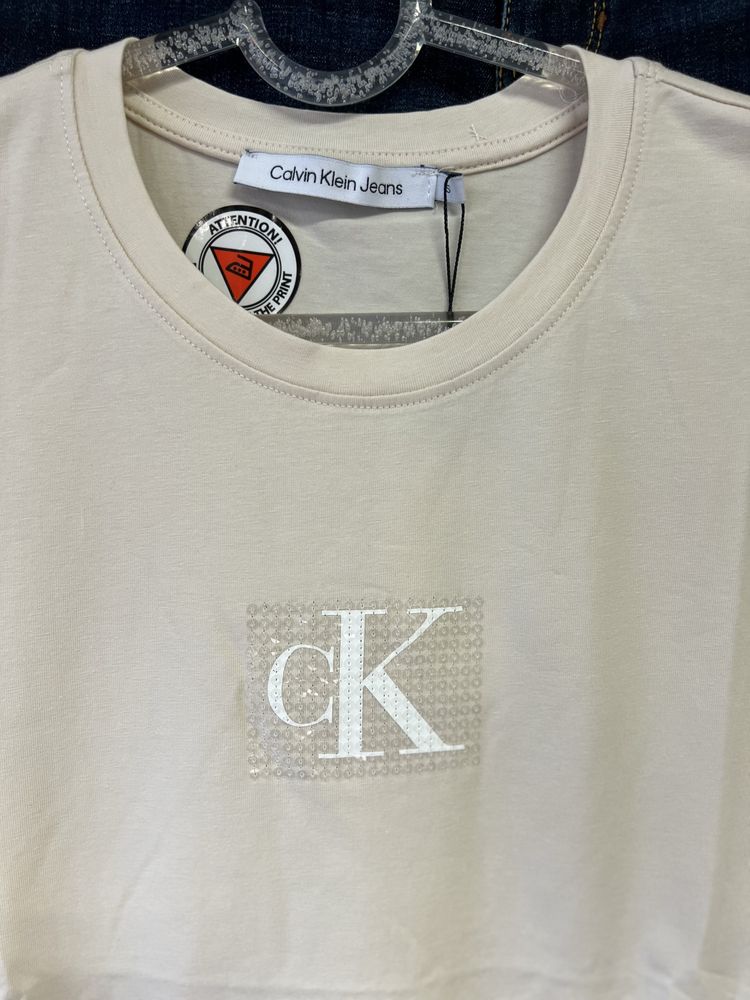 Calvin Klein Jeans
S
ATTENTION!
THE PRINT
CK